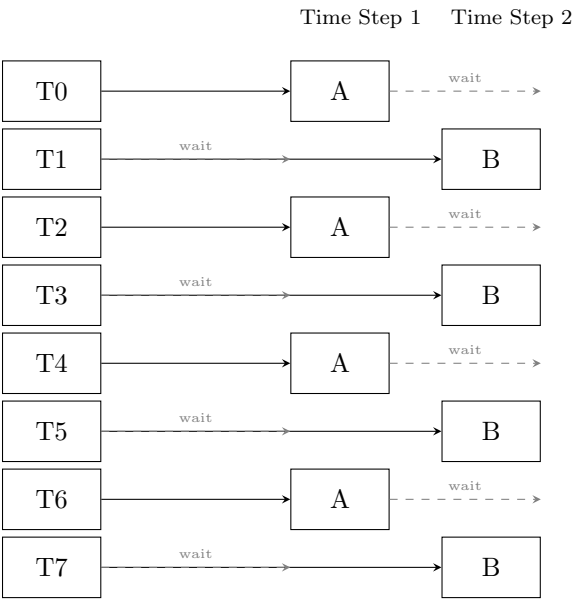 Time Step 1 Time Step 2
T0 A wait
T1 wait B
T2 A wait
T3 wait B
T4 A wait
T5 wait B
T6 A wait
T7 wait B